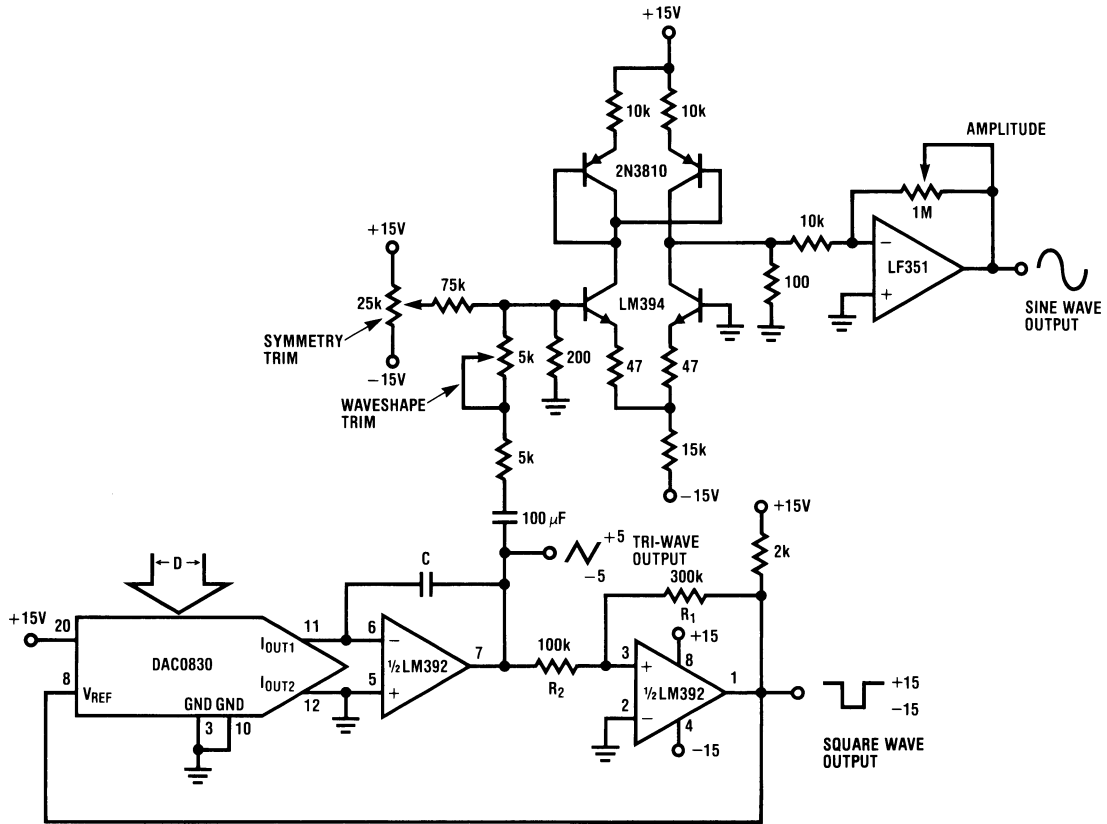 +15V
10k
10k
2N3810
AMPLITUDE
1M
10k
−
LF351
+
100
SINE WAVE
OUTPUT
+15V
25k
75k
SYMMETRY
TRIM
−15V
LM394
5k
200
47
47
WAVESHAPE
TRIM
15k
−15V
5k
100 µF
+5
−5
TRI-WAVE
OUTPUT
+15V
2k
300k
R1
D
C
+15V
20
DAC0830
IOUT1
11
6
−
½LM392
7
100k
R2
3
+
+15
8
8
VREF
IOUT2
12
5
+
½LM392
1
2
−
4
−15
GND GND
3
10
+15
−15
SQUARE WAVE
OUTPUT